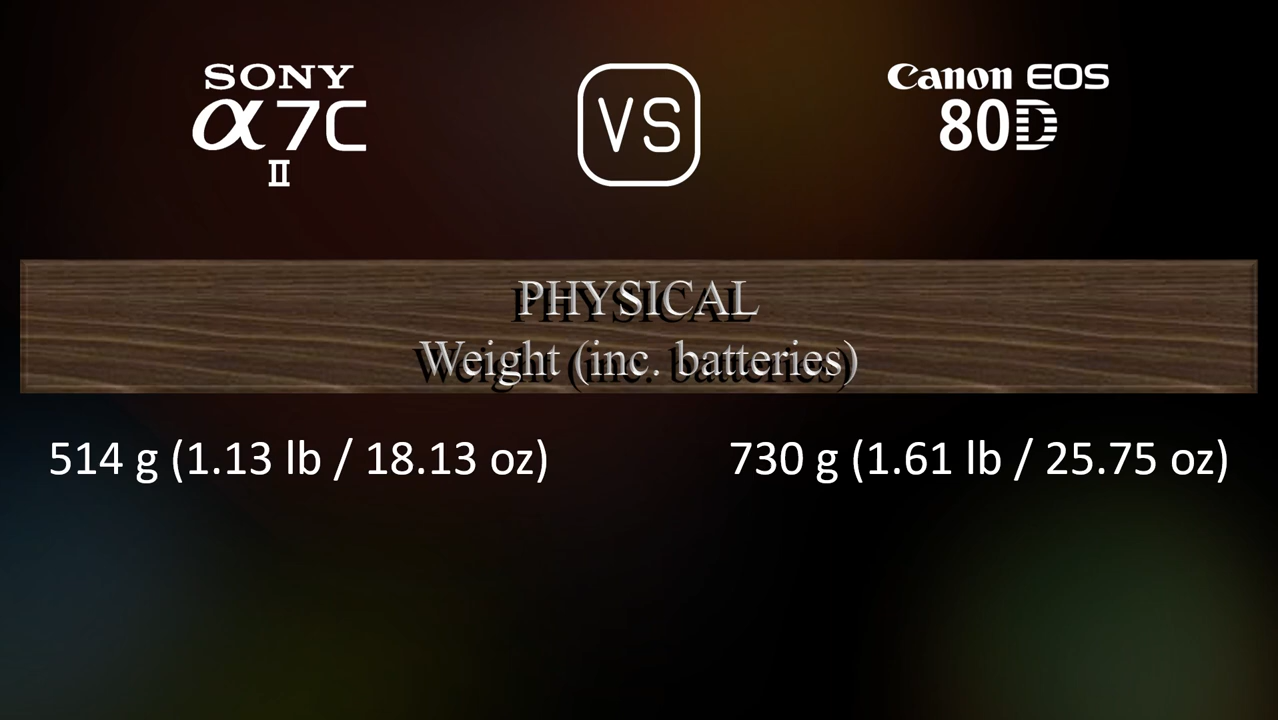 SONY
α7C
II
VS
Canon EOS
80D
PHYSICAL
Weight (inc. batteries)
514 g (1.13 lb / 18.13 oz)
730 g (1.61 lb / 25.75 oz)